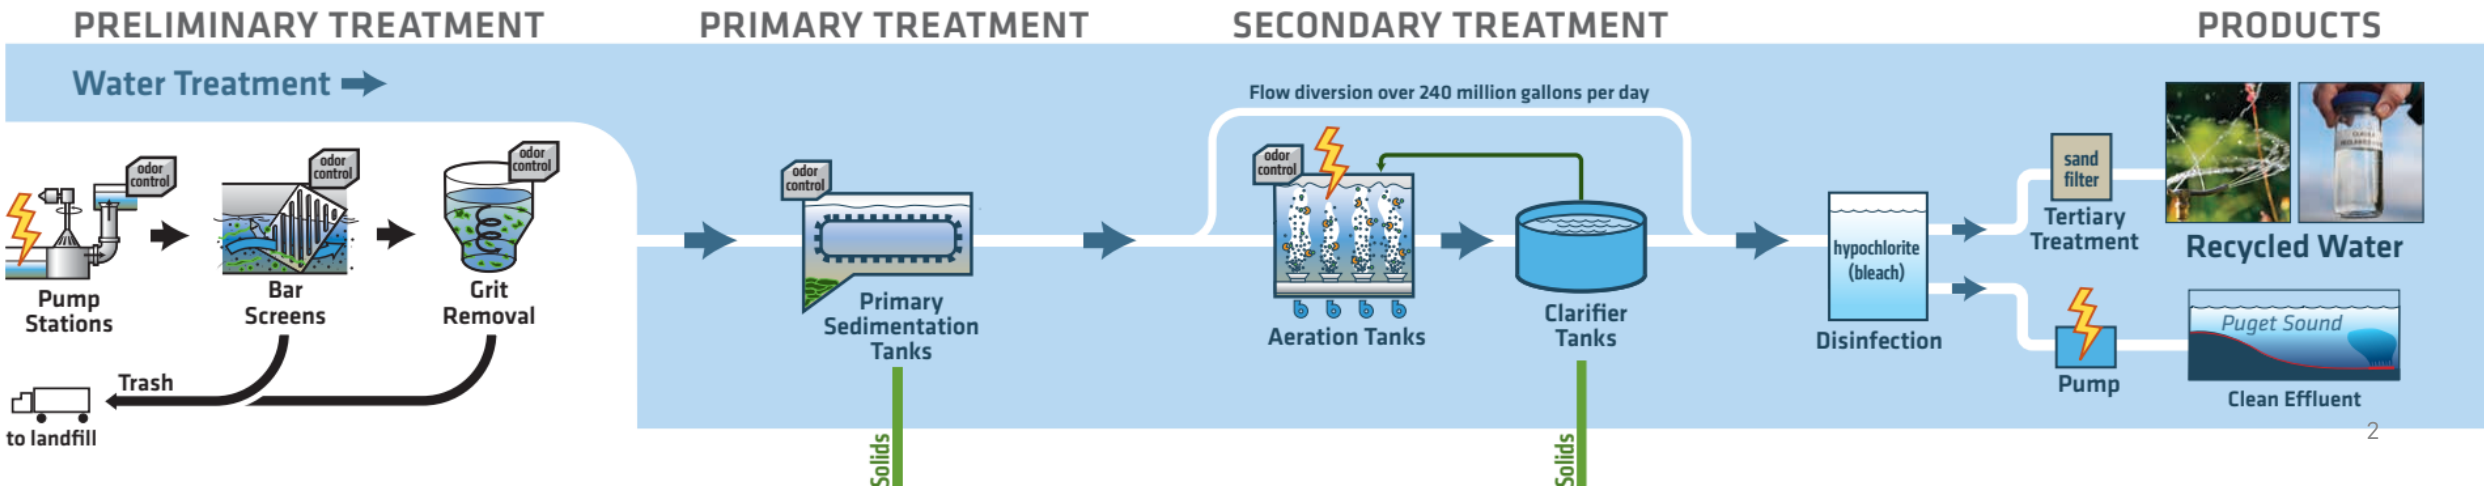 PRELIMINARY TREATMENT
PRIMARY TREATMENT
SECONDARY TREATMENT
PRODUCTS
Water Treatment
Flow diversion over 240 million gallons per day
odor
control
odor
control
odor
control
odor
control
odor
control
Pump
Stations
Bar
Screens
Grit
Removal
Trash
to landfill
Primary
Sedimentation
Tanks
Solids
Aeration Tanks
Clarifier
Tanks
Solids
hypochlorite
(bleach)
Disinfection
sand
filter
Tertiary
Treatment
Recycled Water
Pump
Puget Sound
Clean Effluent
2